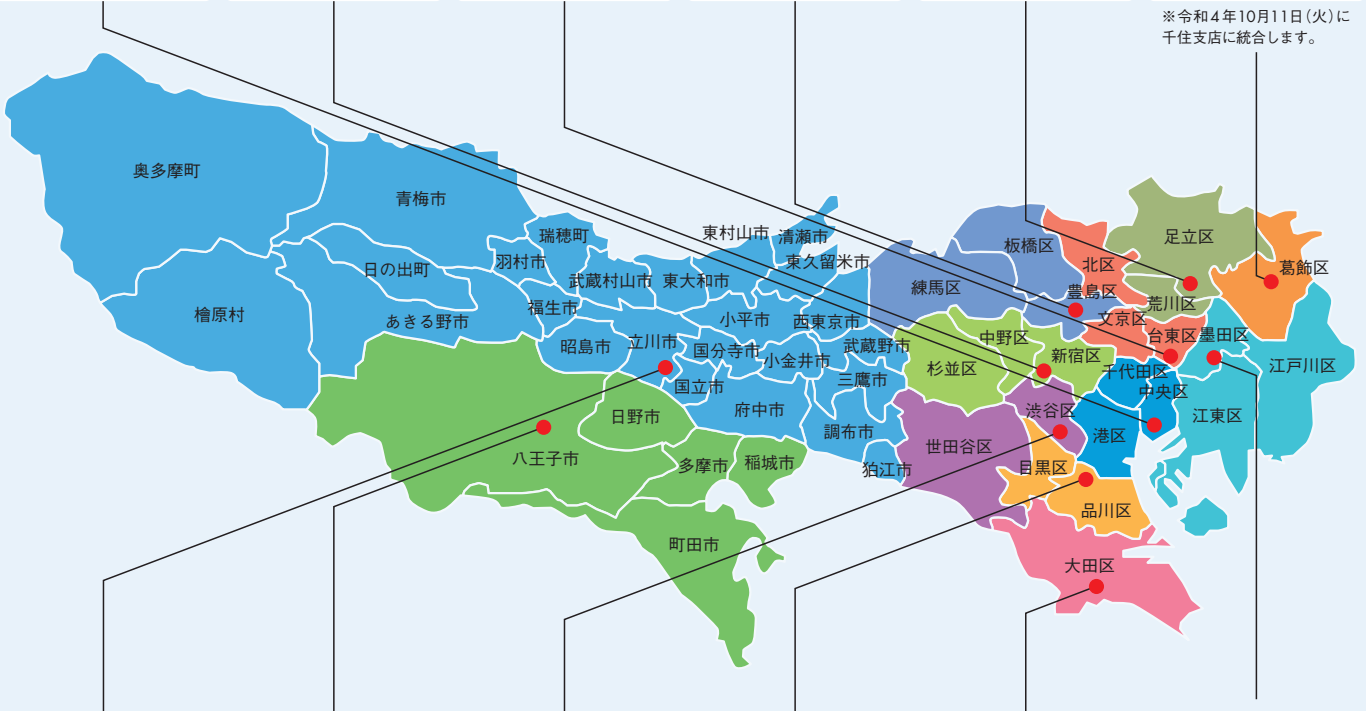 ※令和4年10月11日（火）に
千住支店に統合します。
奥多摩町
青梅市
瑞穂町
東村山市
清瀬市
板橋区
足立区
日の出町
羽村市
武蔵村山市
東大和市
東久留米市
練馬区
北区
葛飾区
檜原村
あきる野市
福生市
小平市
西東京市
豊島区
荒川区
文京区
昭島市
立川市
国分寺市
小金井市
武蔵野市
中野区
新宿区
台東区
墨田区
江戸川区
国立市
三鷹市
杉並区
千代田区
中央区
日野市
府中市
調布市
渋谷区
港区
江東区
八王子市
多摩市
稲城市
狛江市
世田谷区
目黒区
品川区
町田市
大田区